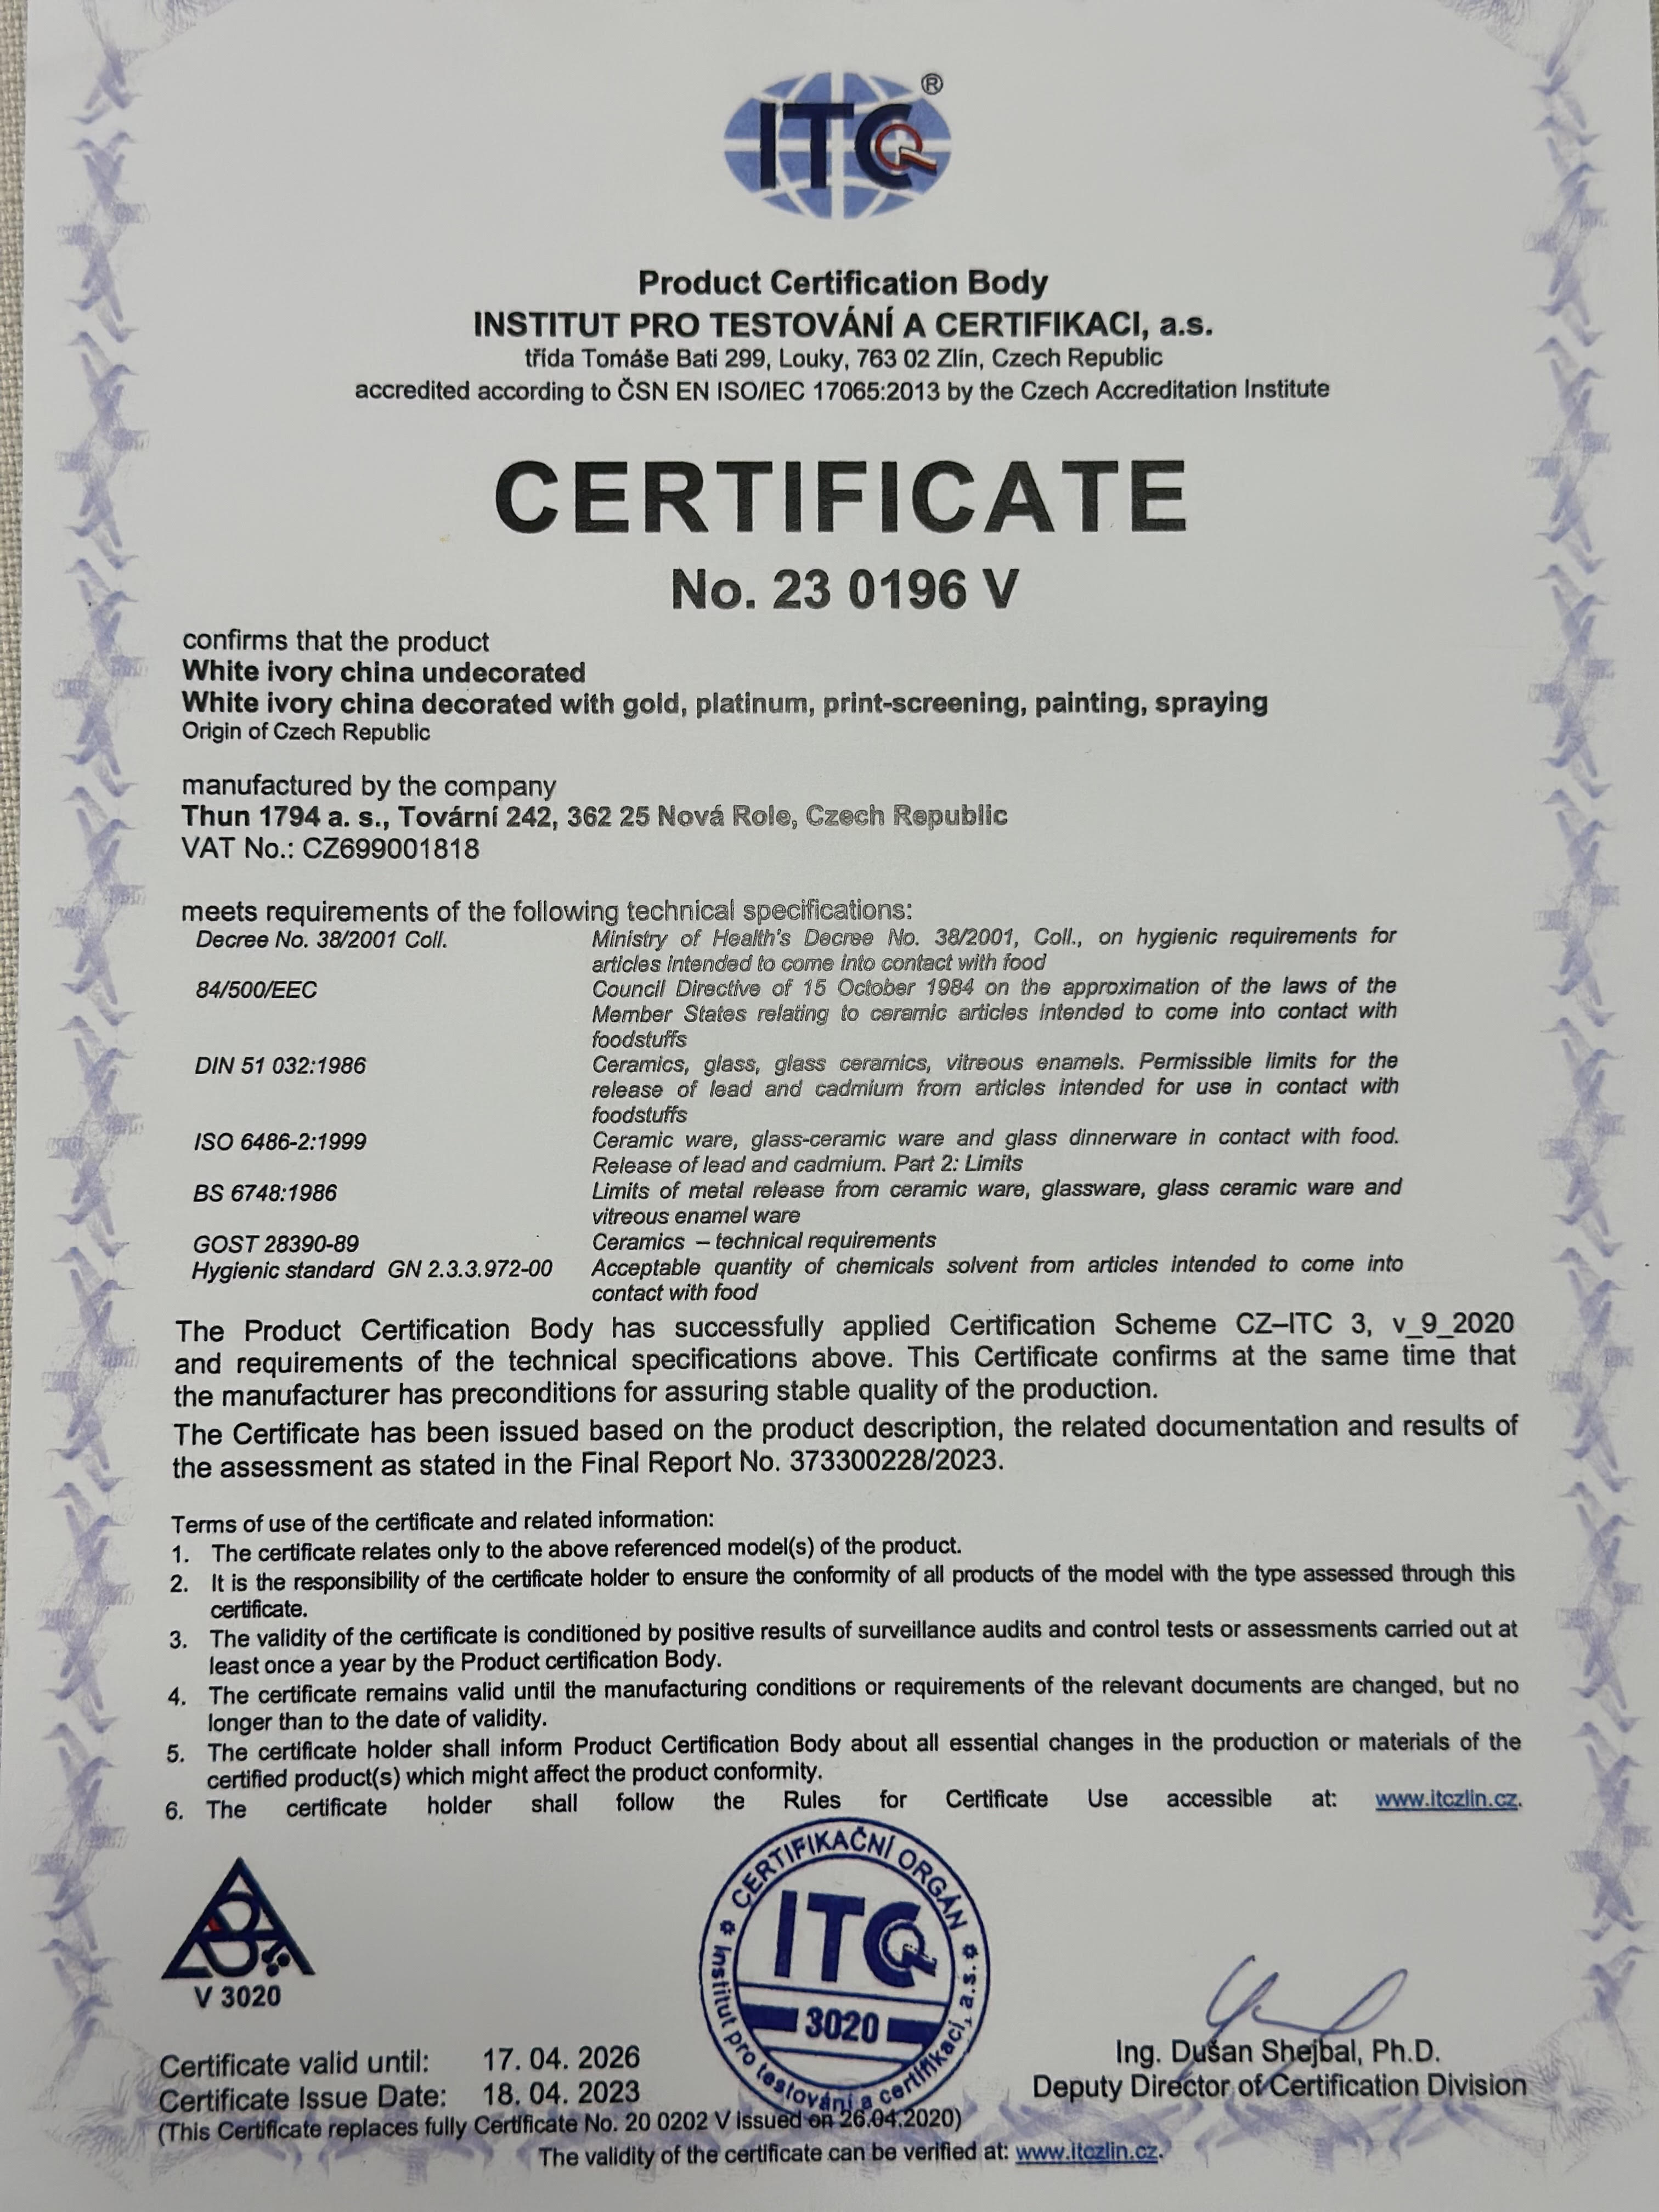 ITC ®
Product Certification Body
INSTITUT PRO TESTOVÁNÍ A CERTIFIKACI, a.s.
třída Tomáše Bati 299, Louky, 763 02 Zlín, Czech Republic
accredited according to ČSN EN ISO/IEC 17065:2013 by the Czech Accreditation Institute
CERTIFICATE
No. 23 0196 V
confirms that the product
White ivory china undecorated
White ivory china decorated with gold, platinum, print-screening, painting, spraying
Origin of Czech Republic
manufactured by the company
Thun 1794 a. s., Tovární 242, 362 25 Nová Role, Czech Republic
VAT No.: CZ699001818
meets requirements of the following technical specifications:
Decree No. 38/2001 Coll. Ministry of Health's Decree No. 38/2001, Coll., on hygienic requirements for
articles intended to come into contact with food
84/500/EEC Council Directive of 15 October 1984 on the approximation of the laws of the
Member States relating to ceramic articles intended to come into contact with
foodstuffs
DIN 51 032:1986 Ceramics, glass, glass ceramics, vitreous enamels. Permissible limits for the
release of lead and cadmium from articles intended for use in contact with
foodstuffs
ISO 6486-2:1999 Ceramic ware, glass-ceramic ware and glass dinnerware in contact with food.
Release of lead and cadmium. Part 2: Limits
BS 6748:1986 Limits of metal release from ceramic ware, glassware, glass ceramic ware and
vitreous enamel ware
GOST 28390-89 Ceramics – technical requirements
Hygienic standard GN 2.3.3.972-00 Acceptable quantity of chemicals solvent from articles intended to come into
contact with food
The Product Certification Body has successfully applied Certification Scheme CZ–ITC 3, v_9_2020
and requirements of the technical specifications above. This Certificate confirms at the same time that
the manufacturer has preconditions for assuring stable quality of the production.
The Certificate has been issued based on the product description, the related documentation and results of
the assessment as stated in the Final Report No. 373300228/2023.
Terms of use of the certificate and related information:
1. The certificate relates only to the above referenced model(s) of the product.
2. It is the responsibility of the certificate holder to ensure the conformity of all products of the model with the type assessed through this
certificate.
3. The validity of the certificate is conditioned by positive results of surveillance audits and control tests or assessments carried out at
least once a year by the Product certification Body.
4. The certificate remains valid until the manufacturing conditions or requirements of the relevant documents are changed, but no
longer than to the date of validity.
5. The certificate holder shall inform Product Certification Body about all essential changes in the production or materials of the
certified product(s) which might affect the product conformity.
6. The certificate holder shall follow the Rules for Certificate Use accessible at: www.itczlin.cz.
CERTIFIKAČNÍ ORGÁN
ITC
3020
Institut pro testování a certifikaci, a.s.
V 3020
Ing. Dušan Shejbal, Ph.D.
Deputy Director of Certification Division
Certificate valid until: 17. 04. 2026
Certificate Issue Date: 18. 04. 2023
(This Certificate replaces fully Certificate No. 20 0202 V issued on 26.04.2020)
The validity of the certificate can be verified at: www.itczlin.cz.